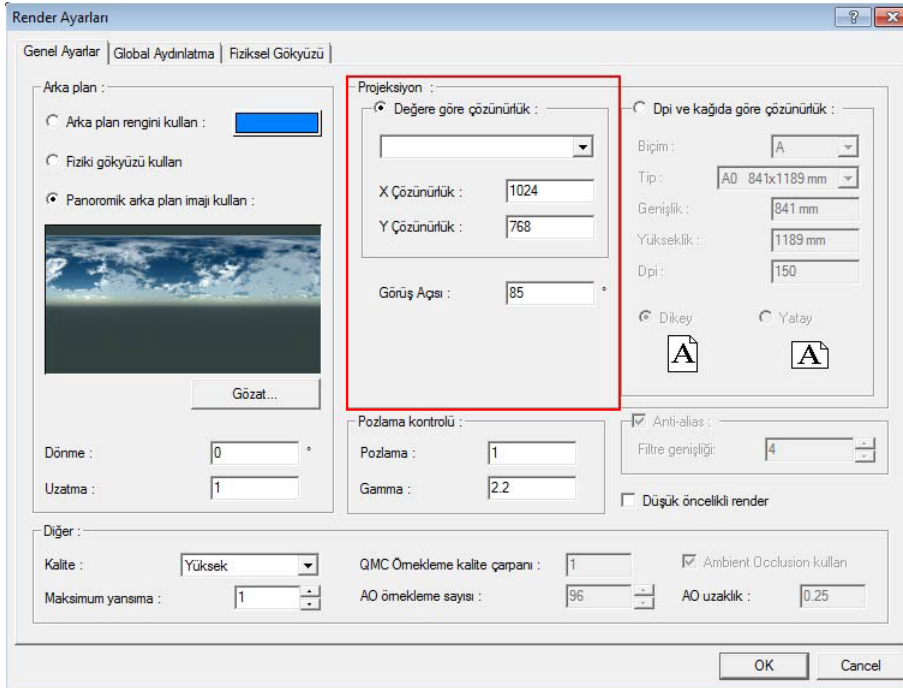 Render Ayarları
Genel Ayarlar
Global Aydınlatma
Fiziksel Gökyüzü
Arka plan :
Arka plan rengini kullan :
Fiziki gökyüzü kullan
Panoromik arka plan imajı kullan :
Gözat...
Dönme :
0
°
Uzatma :
1
Projeksiyon :
Değere göre çözünürlük :
X Çözünürlük :
1024
Y Çözünürlük :
768
Görüş Açısı :
85
°
Dpi ve kağıda göre çözünürlük :
Biçim :
A
Tip :
A0 841x1189 mm
Genişlik :
841 mm
Yükseklik :
1189 mm
Dpi :
150
Dikey
Yatay
A
A
Pozlama kontrolü :
Pozlama :
1
Gamma :
2.2
Anti-alias :
Filtre genişliği:
4
Düşük öncelikli render
Diğer :
Kalite :
Yüksek
QMC Örnekleme kalite çarpanı :
1
Ambient Occlusion kullan
Maksimum yansıma :
1
AO örnekleme sayısı :
96
AO uzaklık :
0.25
OK
Cancel